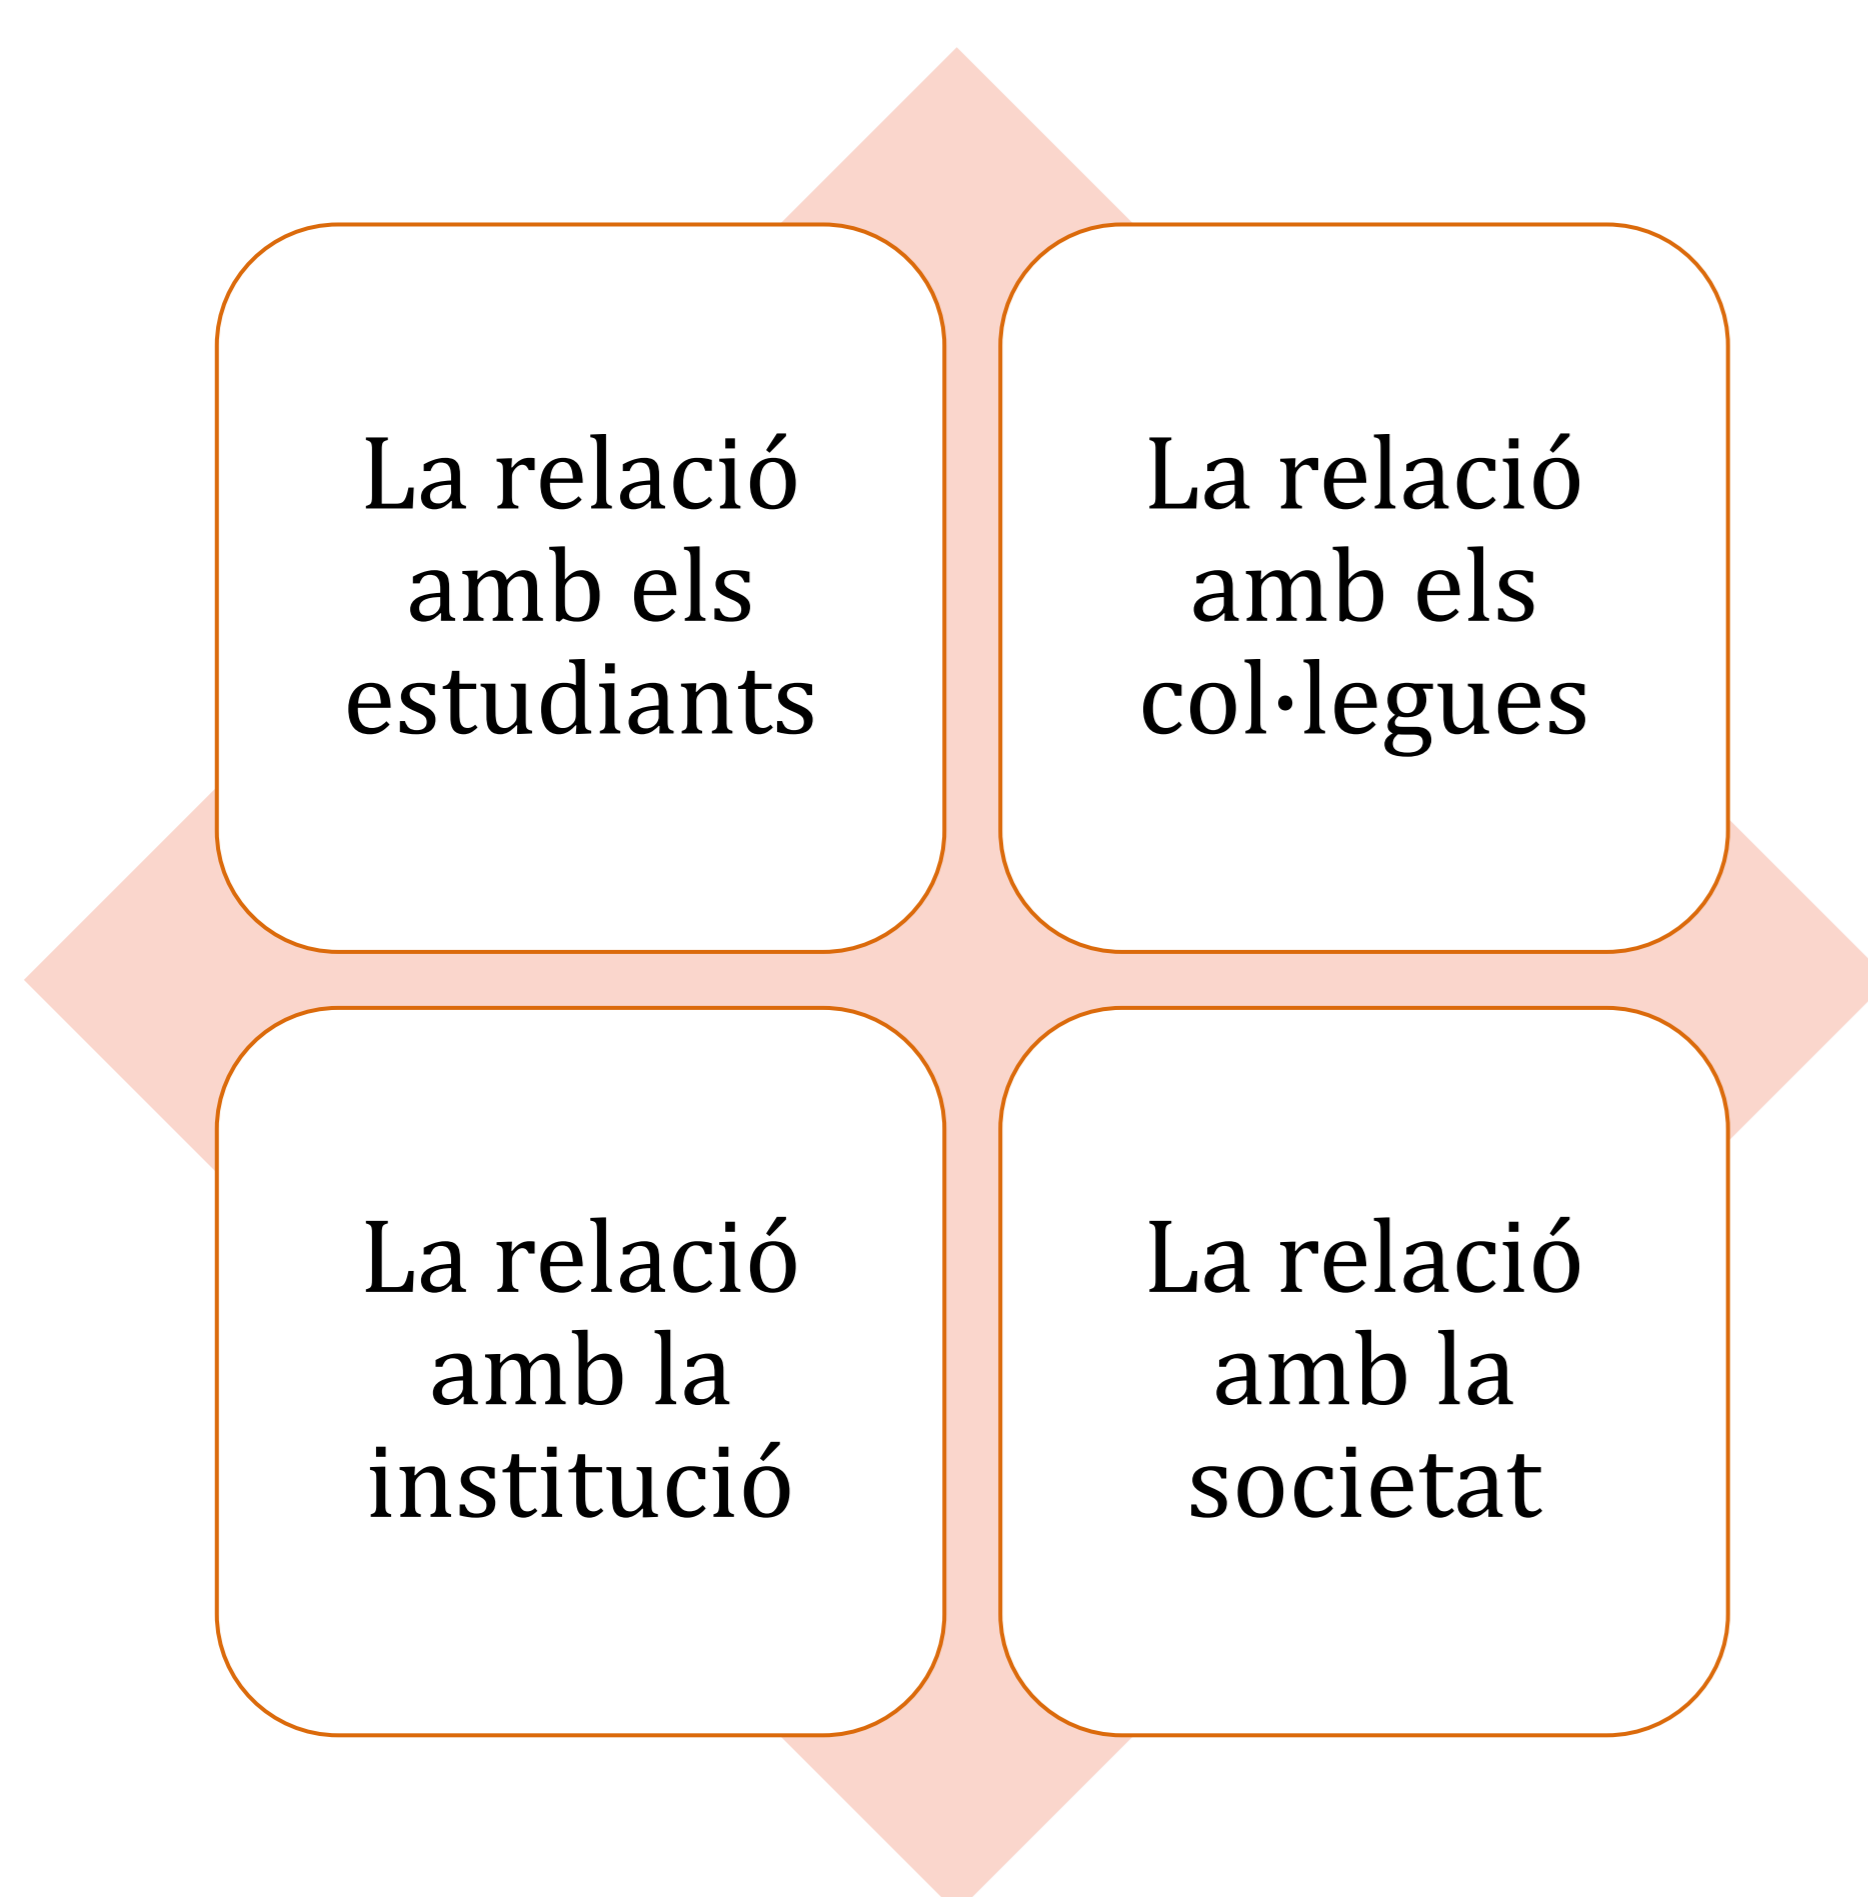 La relació
amb els
estudiants
La relació
amb els
col·legues
La relació
amb la
institució
La relació
amb la
societat